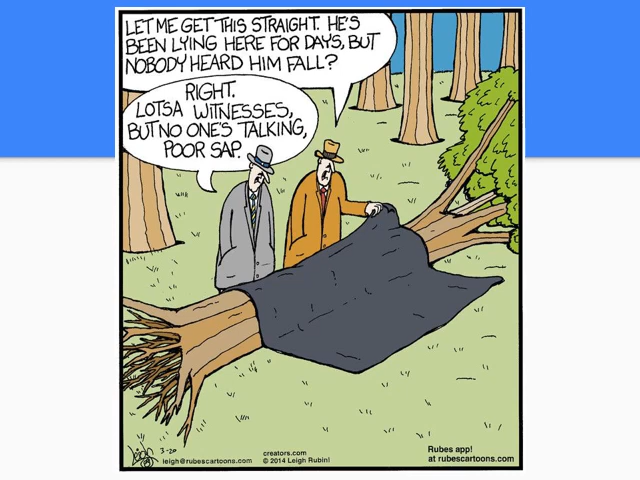 LET ME GET THIS STRAIGHT. HE'S
BEEN LYING HERE FOR DAYS, BUT
NOBODY HEARD HIM FALL?
RIGHT.
LOTSA WITNESSES,
BUT NO ONE'S TALKING,
POOR SAP.
Leigh
3-20
leigh@rubescartoons.com
creators.com
© 2014 Leigh Rubin!
Rubes app!
at rubescartoons.com